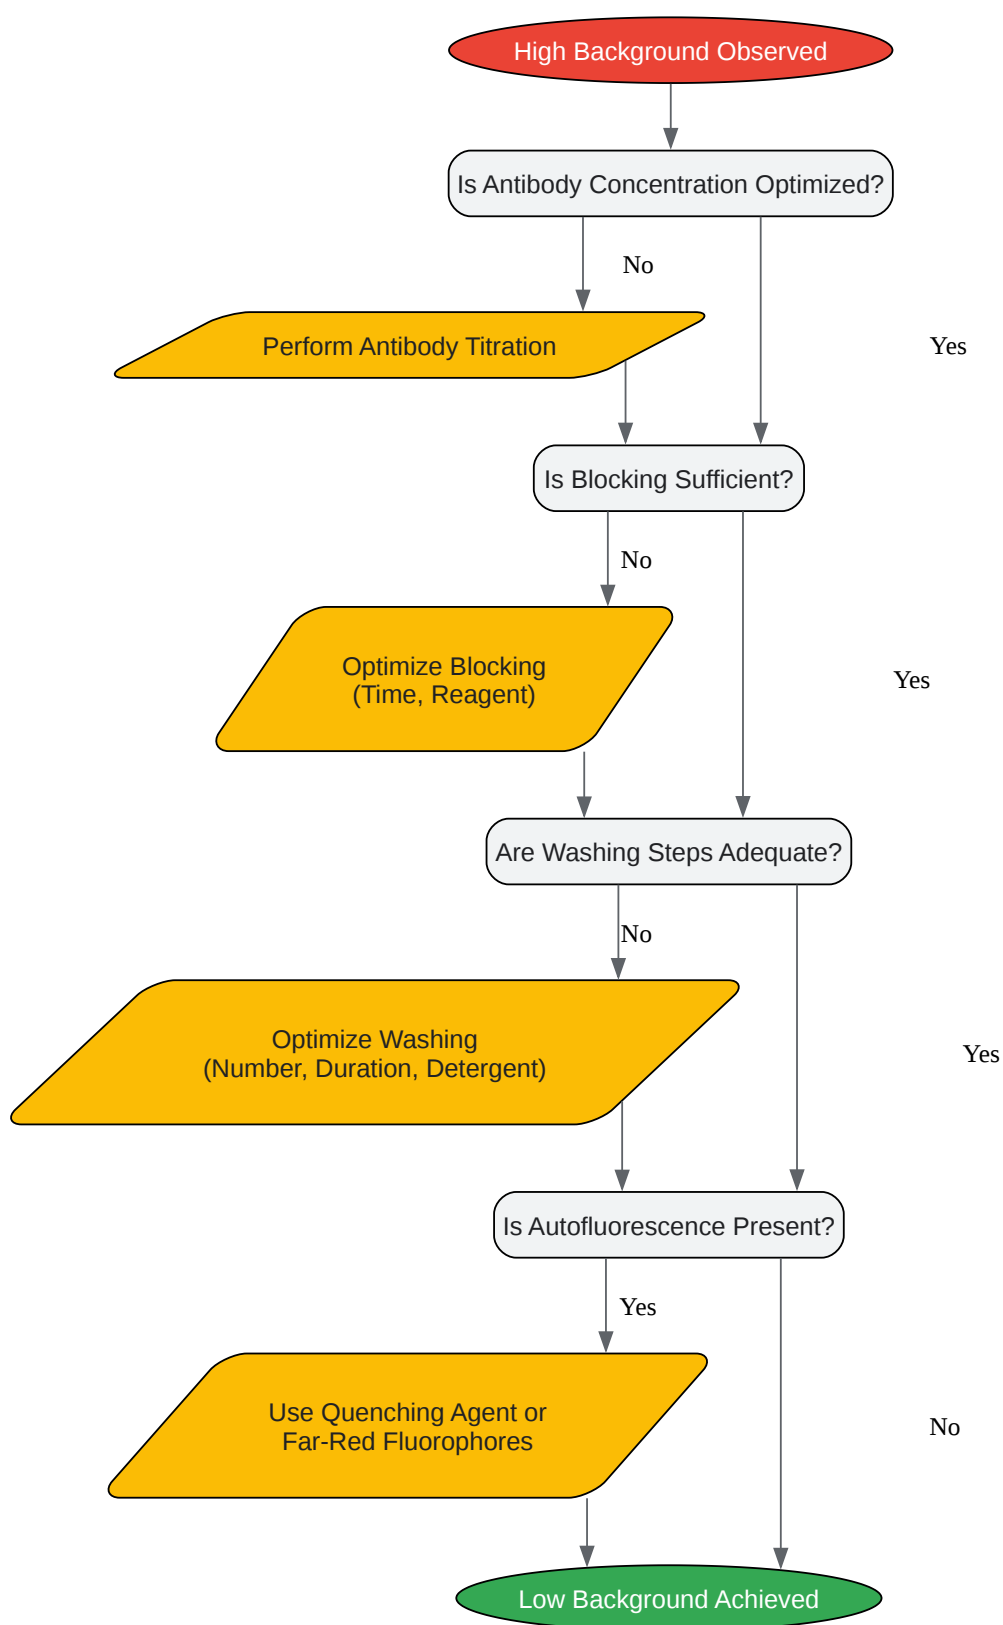 High Background Observed
Is Antibody Concentration Optimized?
No
Perform Antibody Titration
Yes
Is Blocking Sufficient?
No
Optimize Blocking
(Time, Reagent)
Yes
Are Washing Steps Adequate?
No
Optimize Washing
(Number, Duration, Detergent)
Yes
Is Autofluorescence Present?
Yes
Use Quenching Agent or
Far-Red Fluorophores
No
Low Background Achieved